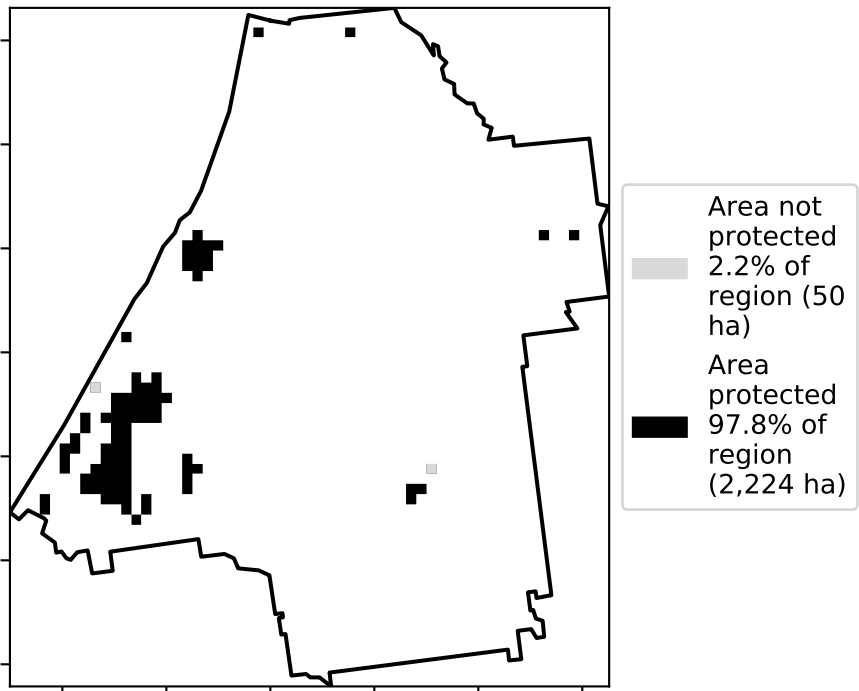 Area not
protected
2.2% of
region (50
ha)
Area
protected
97.8% of
region
(2,224 ha)